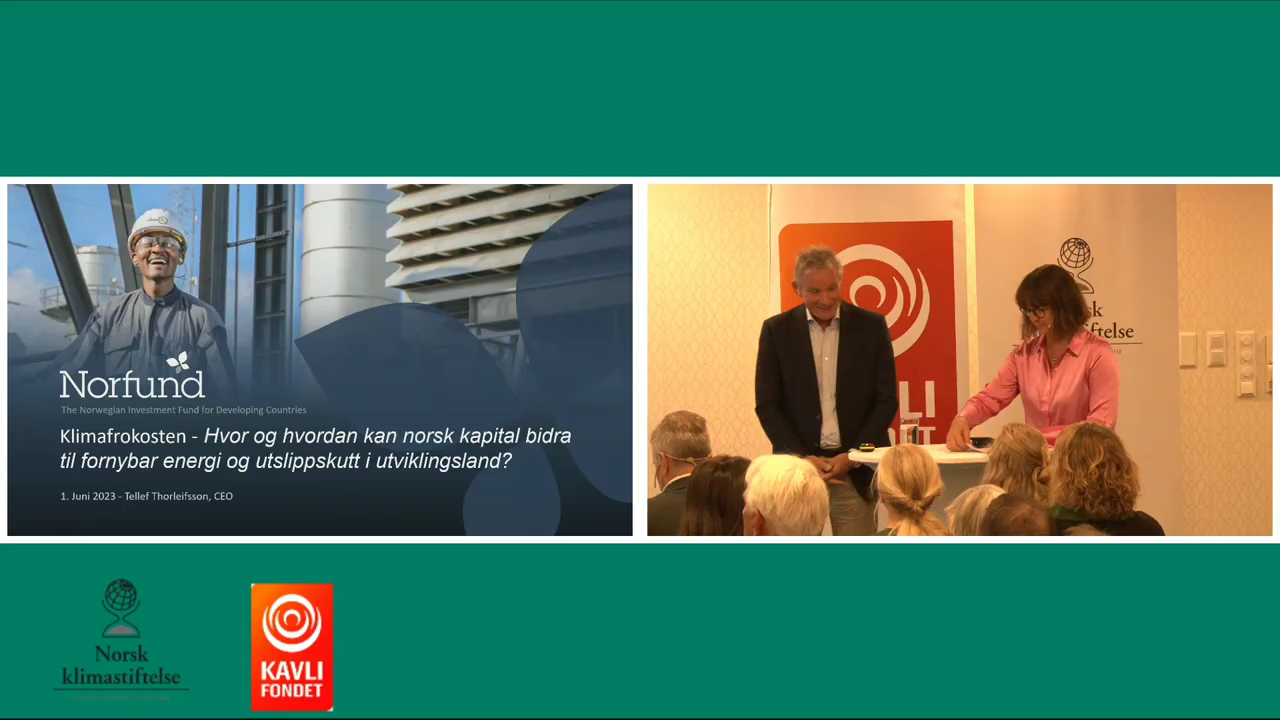 Norfund
The Norwegian Investment Fund for Developing Countries
Klimafrokosten - Hvor og hvordan kan norsk kapital bidra
til fornybar energi og utslippskutt i utviklingsland?
1. Juni 2023 - Tellef Thorleifsson, CEO
Norsk
klimastiftelse
KAVLI
FONDET